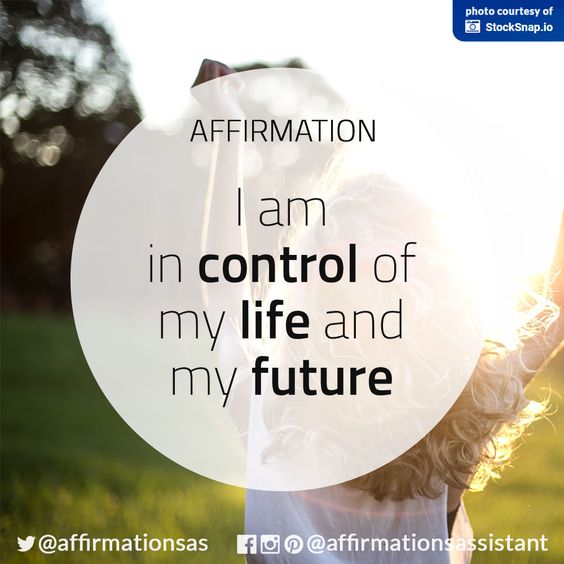 photo courtesy of
StockSnap.io
AFFIRMATION
I am
in control of
my life and
my future
@affirmationsas @affirmationsassistant